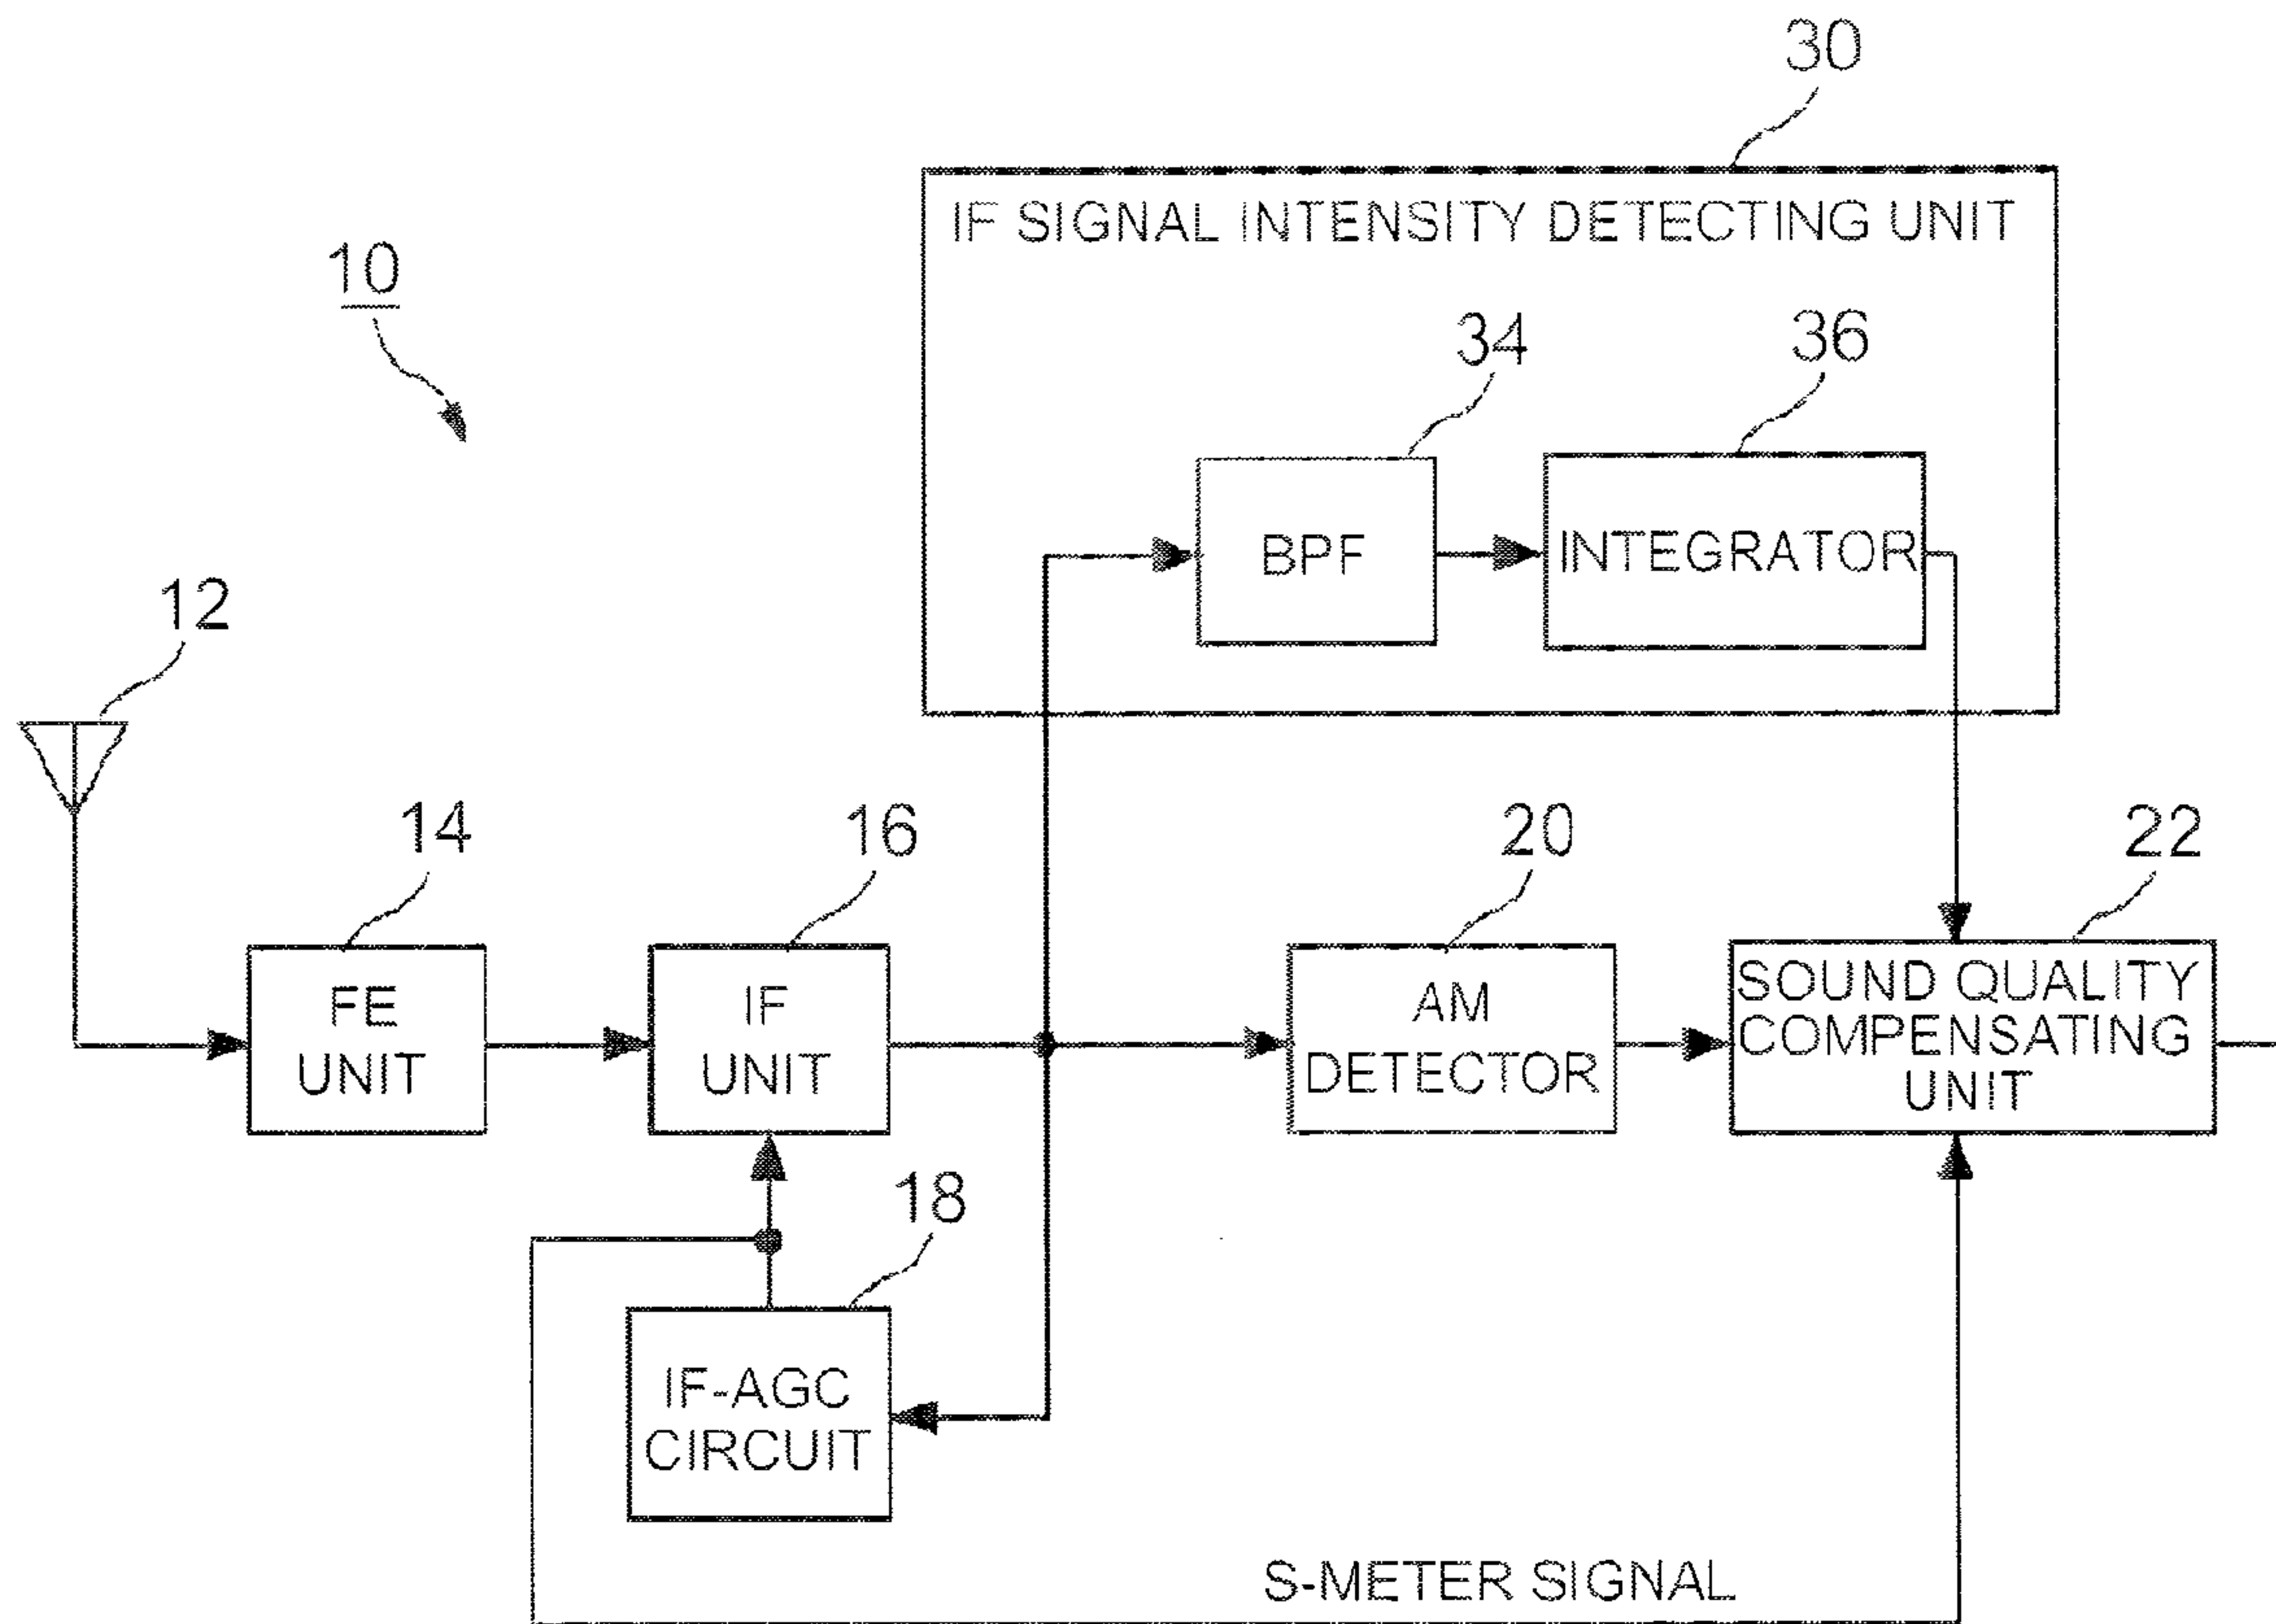 30
IF SIGNAL INTENSITY DETECTING UNIT
10
34
36
BPF
INTEGRATOR
12
14
16
20
22
FE
UNIT
IF
UNIT
AM
DETECTOR
SOUND QUALITY
COMPENSATING
UNIT
18
IF-AGC
CIRCUIT
S-METER SIGNAL